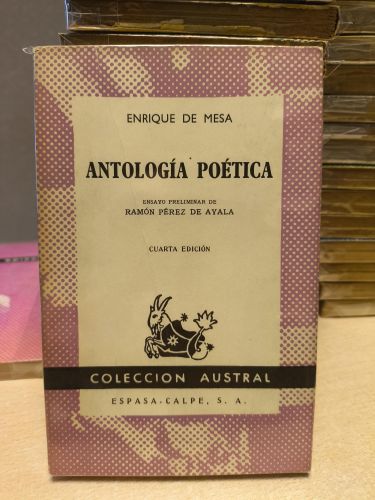 ENRIQUE DE MESA
ANTOLOGÍA POÉTICA
ENSAYO PRELIMINAR DE
RAMÓN PÉREZ DE AYALA
CUARTA EDICIÓN
COLECCION AUSTRAL
ESPASA-CALPE, S. A.